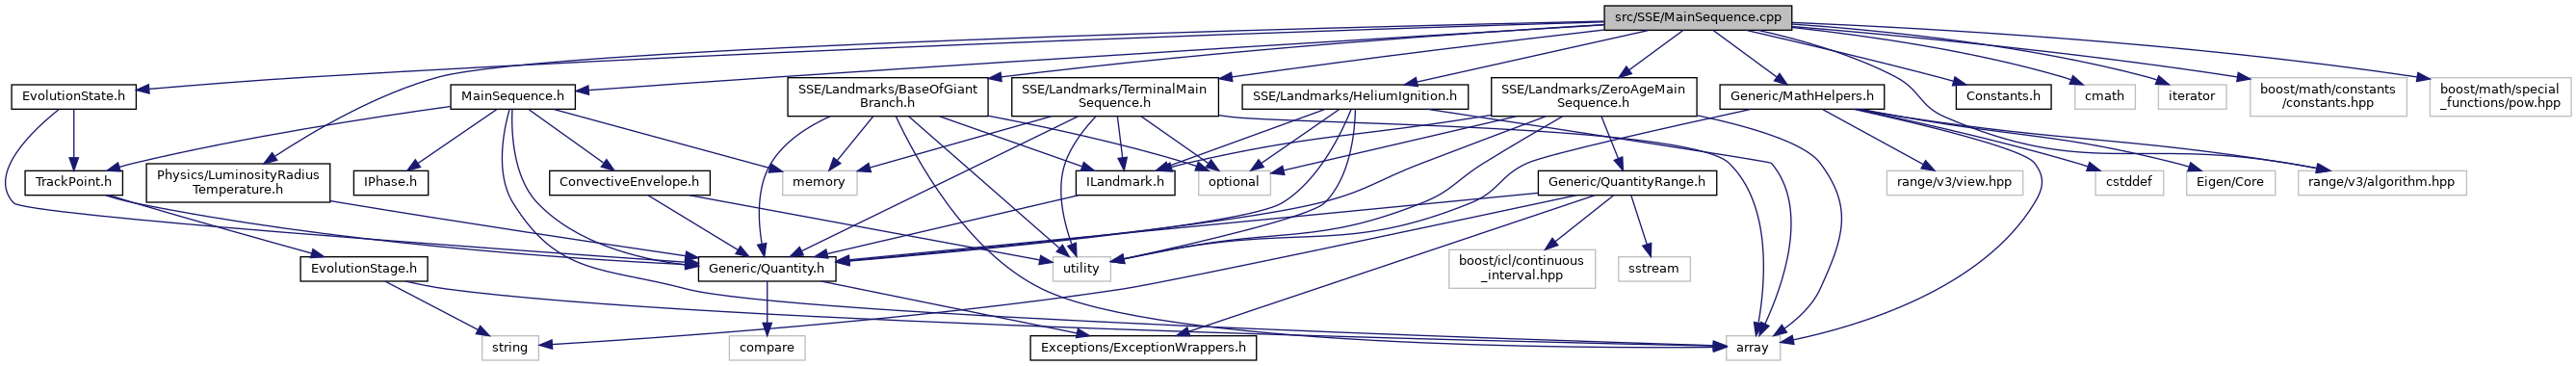 src/SSE/MainSequence.cpp
EvolutionState.h
MainSequence.h
SSE/Landmarks/BaseOfGiant
Branch.h
SSE/Landmarks/TerminalMain
Sequence.h
SSE/Landmarks/HeliumIgnition.h
SSE/Landmarks/ZeroAgeMain
Sequence.h
Generic/MathHelpers.h
Constants.h
cmath
iterator
boost/math/constants
/constants.hpp
boost/math/special
_functions/pow.hpp
TrackPoint.h
Physics/LuminosityRadius
Temperature.h
IPhase.h
ConvectiveEnvelope.h
memory
ILandmark.h
optional
Generic/QuantityRange.h
range/v3/view.hpp
cstddef
Eigen/Core
range/v3/algorithm.hpp
EvolutionStage.h
Generic/Quantity.h
utility
boost/icl/continuous
_interval.hpp
sstream
string
compare
Exceptions/ExceptionWrappers.h
array